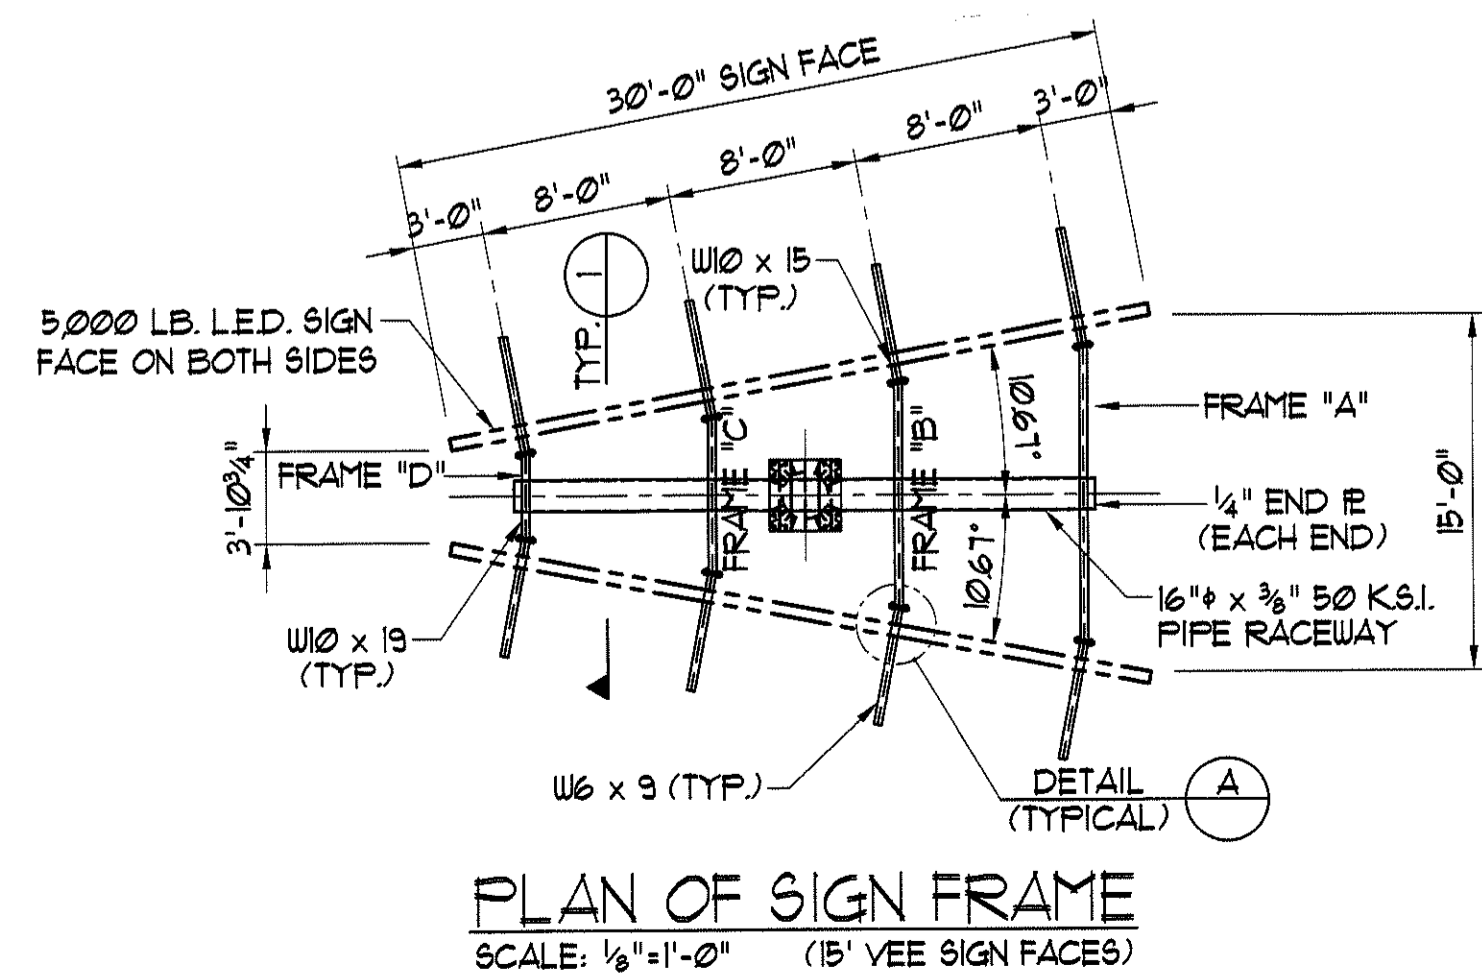 30'-0" SIGN FACE
3'-0"
8'-0"
8'-0"
8'-0"
3'-0"
1
TYP.
W10 x 15
(TYP.)
5,000 LB. L.E.D. SIGN
FACE ON BOTH SIDES
3'-10¾"
FRAME "D"
FRAME "C"
FRAME "B"
10.67°
10.67°
FRAME "A"
15'-0"
¼" END PL
(EACH END)
16"ϕ x ⅜" 50 K.S.I.
PIPE RACEWAY
W10 x 19
(TYP.)
W6 x 9 (TYP.)
DETAIL
(TYPICAL)
A
PLAN OF SIGN FRAME
SCALE: ⅛"=1'-0" (15' VEE SIGN FACES)